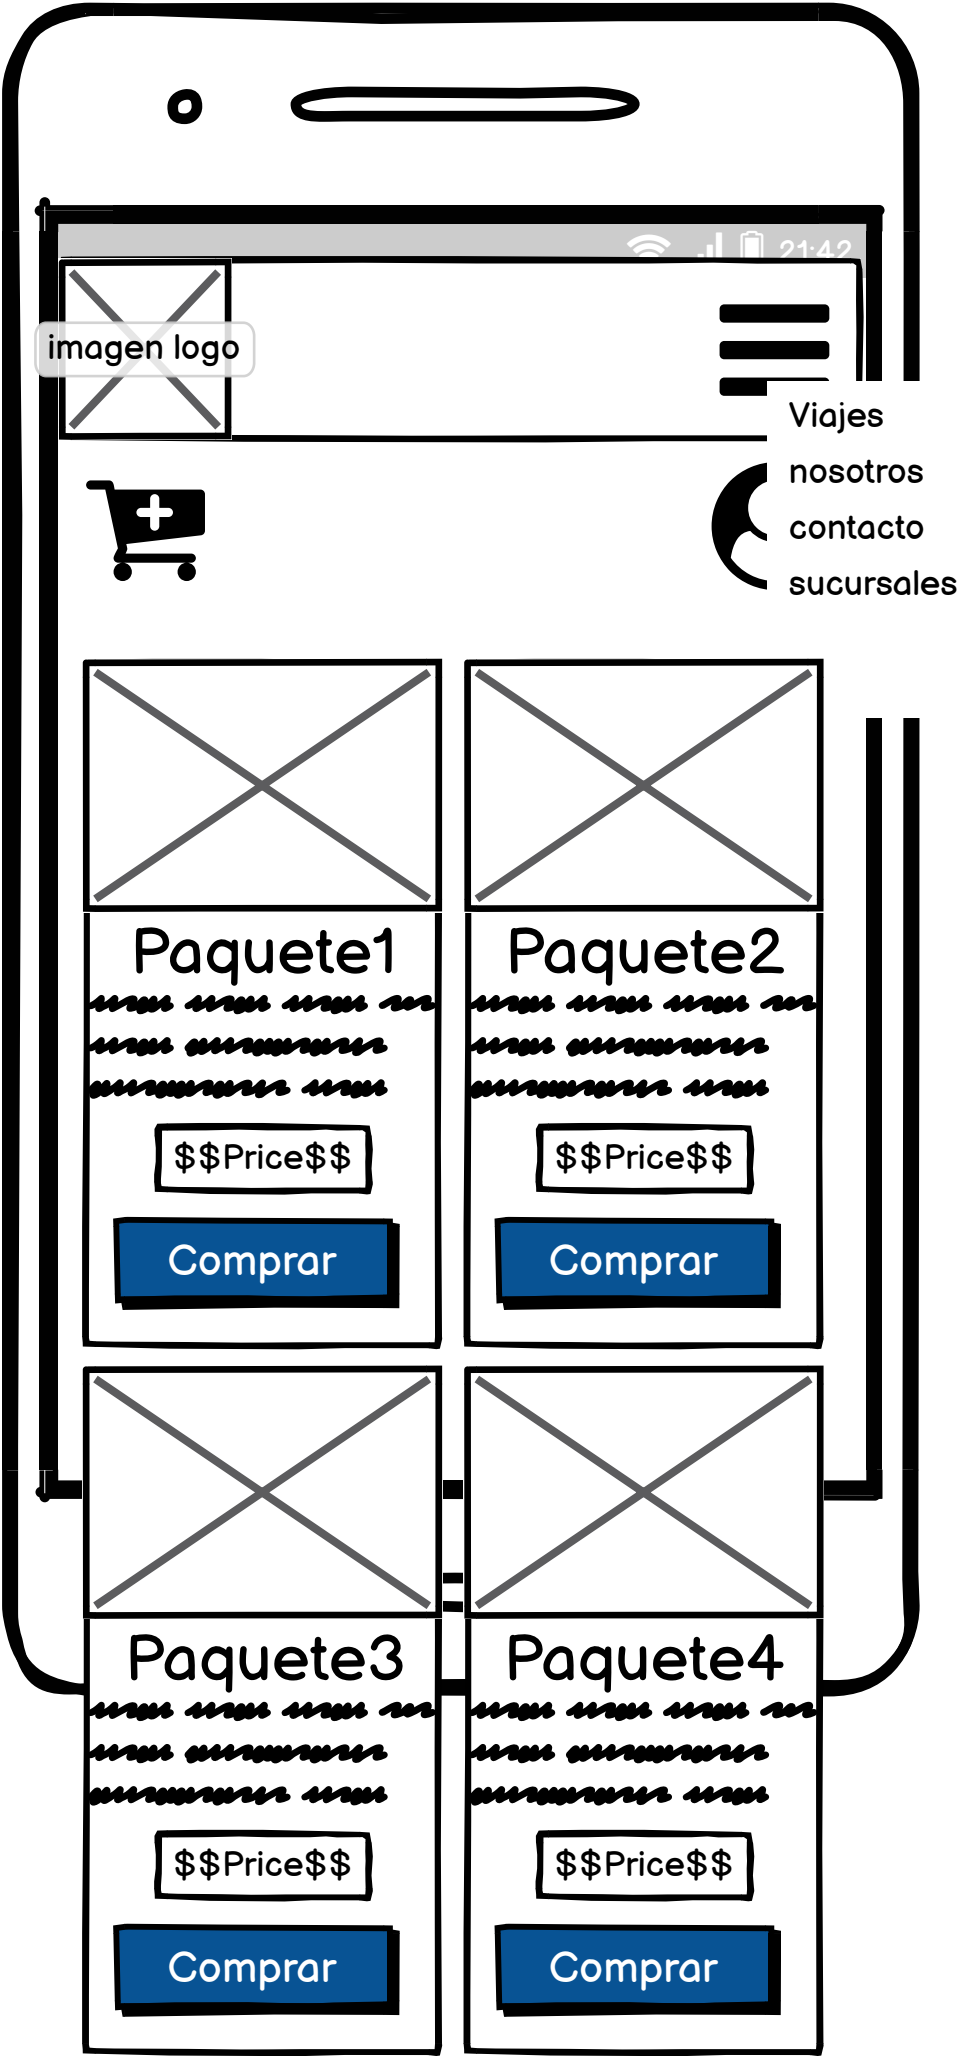 21:42
imagen logo
Viajes
nosotros
contacto
sucursales
Paquete1
Paquete2
$$Price$$
$$Price$$
Comprar
Comprar
Paquete3
Paquete4
$$Price$$
$$Price$$
Comprar
Comprar